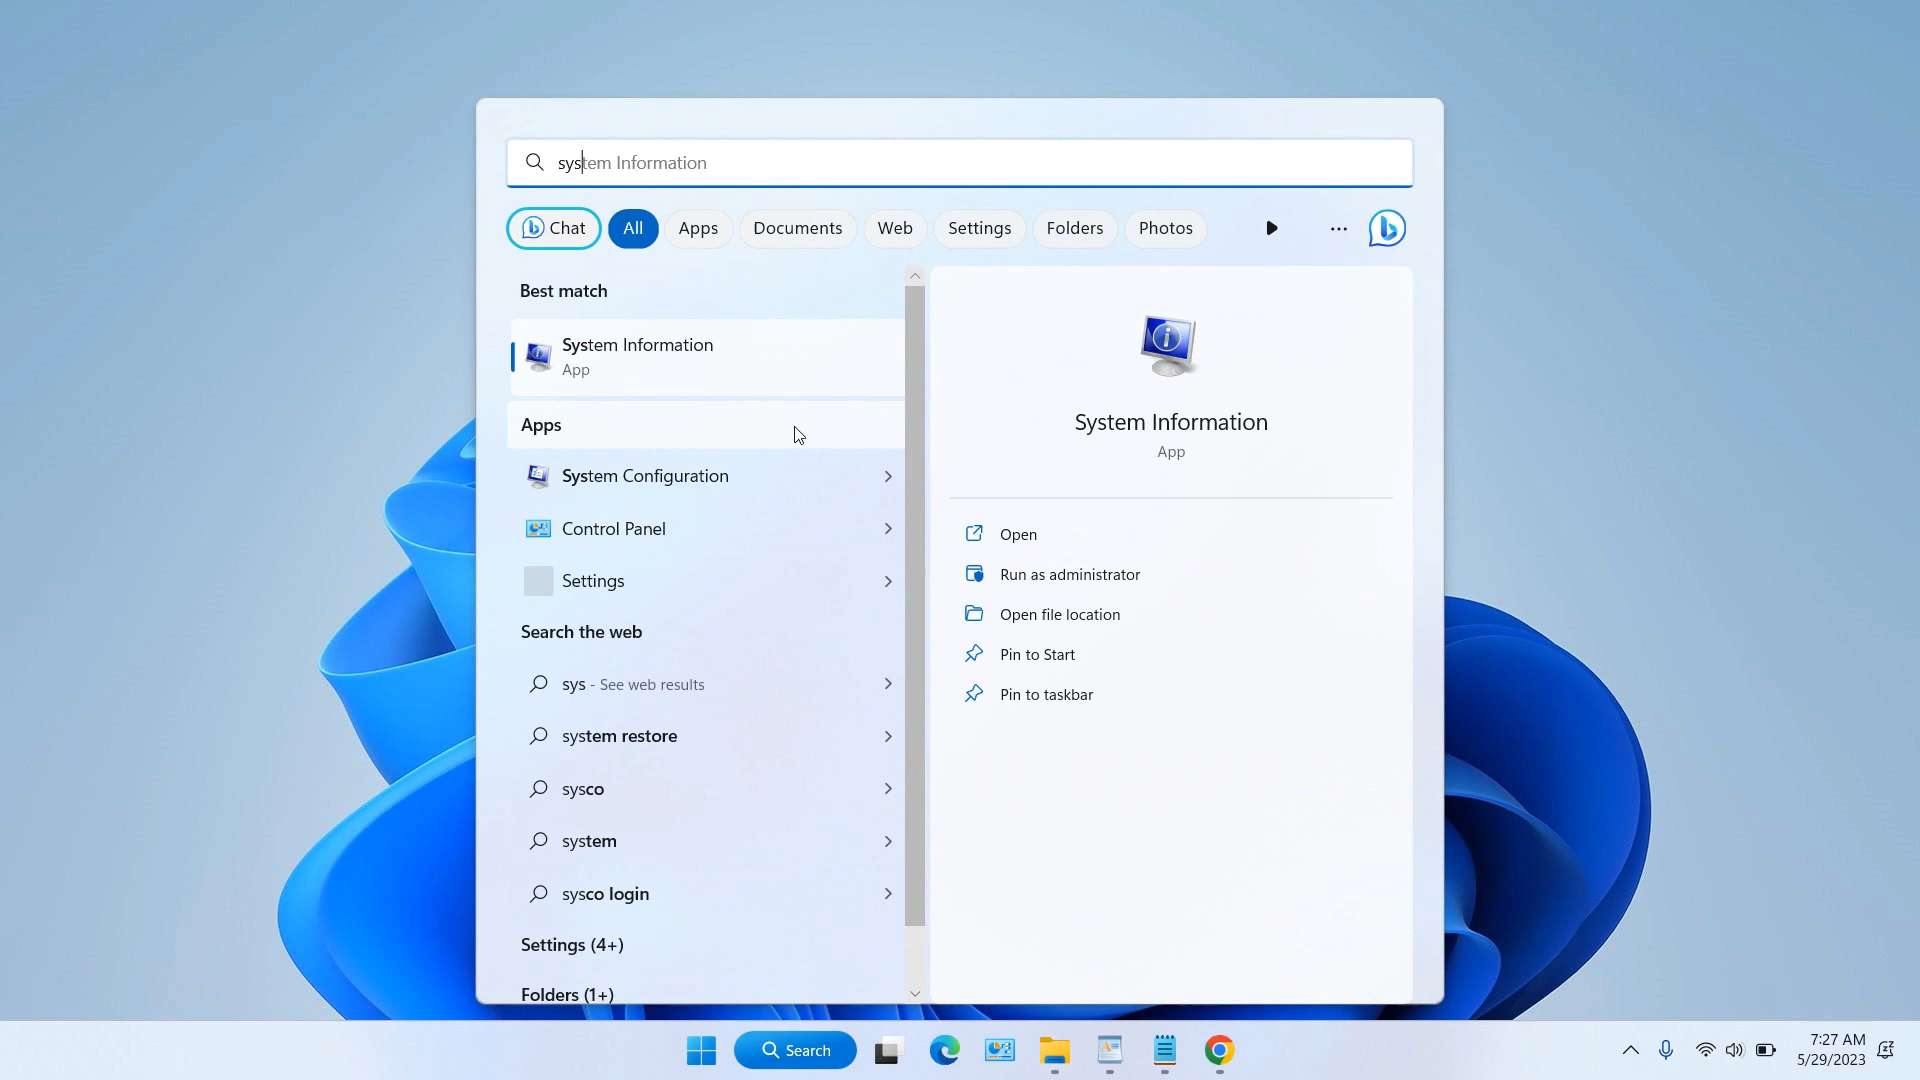 system Information
Chat
All
Apps
Documents
Web
Settings
Folders
Photos
Best match
System Information
App
Apps
System Configuration
Control Panel
Settings
Search the web
sys - See web results
system restore
sysco
system
sysco login
Settings (4+)
Folders (1+)
System Information
App
Open
Run as administrator
Open file location
Pin to Start
Pin to taskbar
Search
7:27 AM
5/29/2023